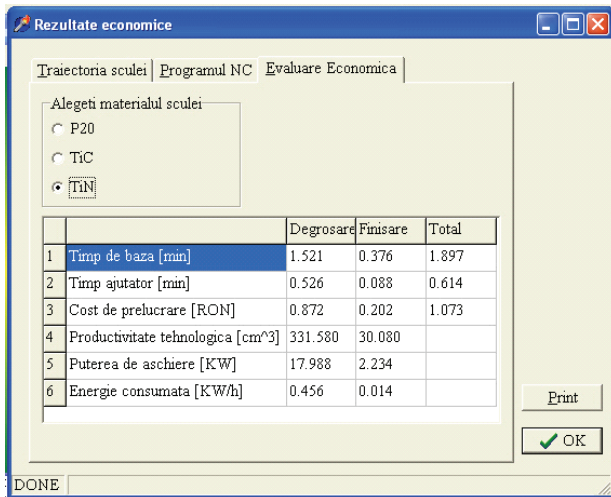 Rezultate economice
Traiectoria sculei Programul NC Evaluare Economica
Alegeti materialul sculei
P20
TiC
TiN
Degrosare Finisare Total
1 Timp de baza [min] 1.521 0.376 1.897
2 Timp ajutator [min] 0.526 0.088 0.614
3 Cost de prelucrare [RON] 0.872 0.202 1.073
4 Productivitate tehnologica [cm^3] 331.580 30.080
5 Puterea de aschiere [KW] 17.988 2.234
6 Energie consumata [KW/h] 0.456 0.014
Print
OK
DONE